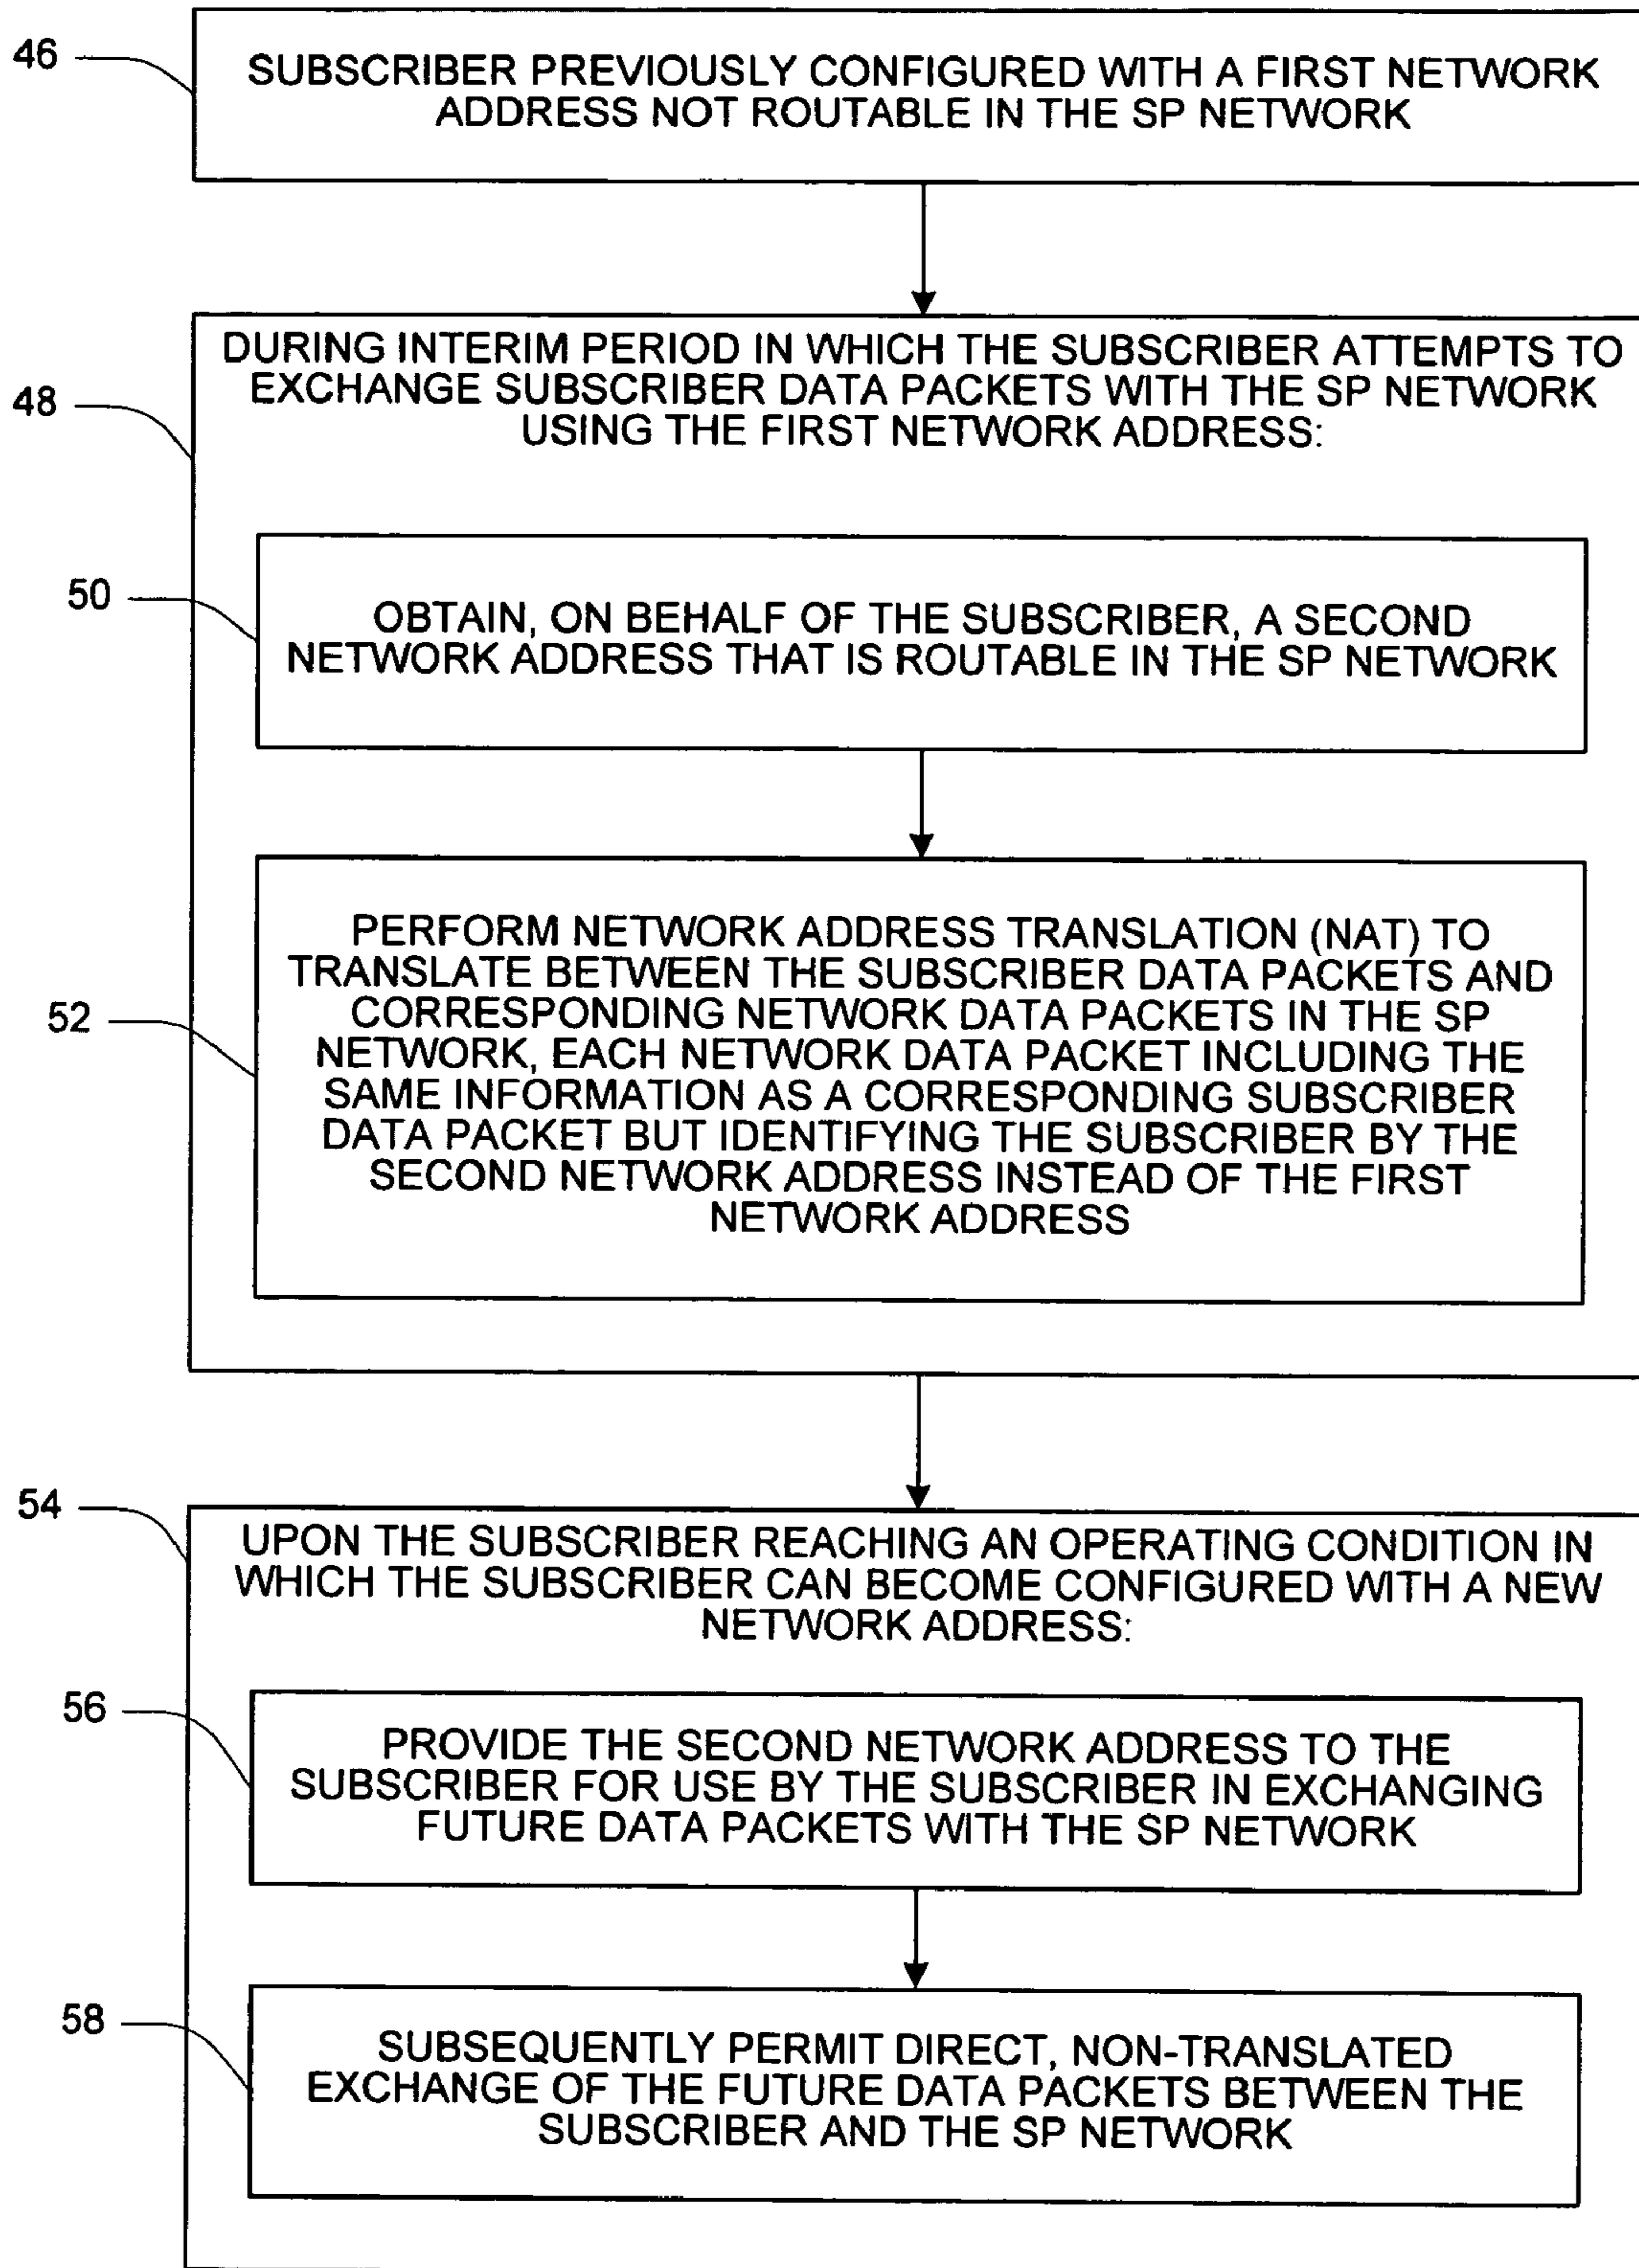 46
SUBSCRIBER PREVIOUSLY CONFIGURED WITH A FIRST NETWORK
ADDRESS NOT ROUTABLE IN THE SP NETWORK
48
DURING INTERIM PERIOD IN WHICH THE SUBSCRIBER ATTEMPTS TO
EXCHANGE SUBSCRIBER DATA PACKETS WITH THE SP NETWORK
USING THE FIRST NETWORK ADDRESS:
50
OBTAIN, ON BEHALF OF THE SUBSCRIBER, A SECOND
NETWORK ADDRESS THAT IS ROUTABLE IN THE SP NETWORK
52
PERFORM NETWORK ADDRESS TRANSLATION (NAT) TO
TRANSLATE BETWEEN THE SUBSCRIBER DATA PACKETS AND
CORRESPONDING NETWORK DATA PACKETS IN THE SP
NETWORK, EACH NETWORK DATA PACKET INCLUDING THE
SAME INFORMATION AS A CORRESPONDING SUBSCRIBER
DATA PACKET BUT IDENTIFYING THE SUBSCRIBER BY THE
SECOND NETWORK ADDRESS INSTEAD OF THE FIRST
NETWORK ADDRESS
54
UPON THE SUBSCRIBER REACHING AN OPERATING CONDITION IN
WHICH THE SUBSCRIBER CAN BECOME CONFIGURED WITH A NEW
NETWORK ADDRESS:
56
PROVIDE THE SECOND NETWORK ADDRESS TO THE
SUBSCRIBER FOR USE BY THE SUBSCRIBER IN EXCHANGING
FUTURE DATA PACKETS WITH THE SP NETWORK
58
SUBSEQUENTLY PERMIT DIRECT, NON-TRANSLATED
EXCHANGE OF THE FUTURE DATA PACKETS BETWEEN THE
SUBSCRIBER AND THE SP NETWORK